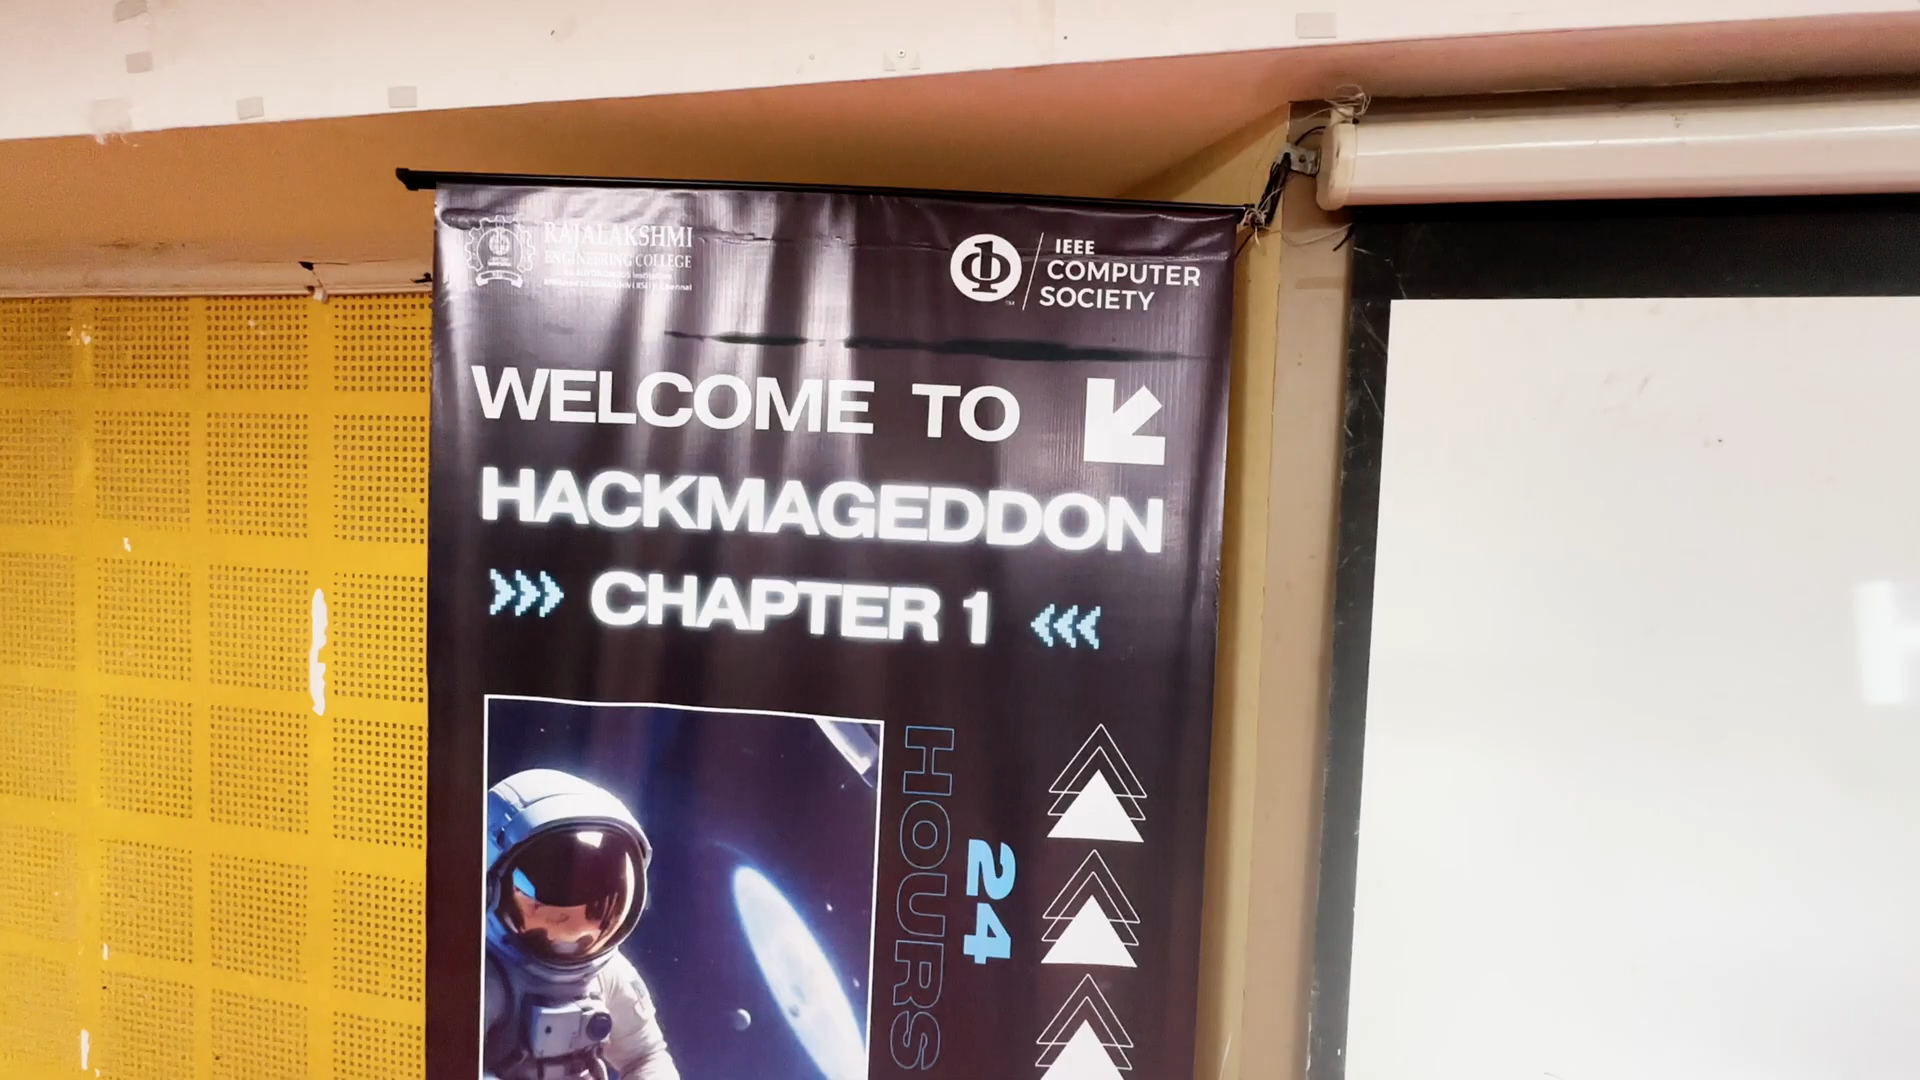 RAJALAKSHMI
ENGINEERING COLLEGE
IEEE
COMPUTER
SOCIETY
WELCOME TO
HACKMAGEDDON
CHAPTER 1
24
HOURS
H